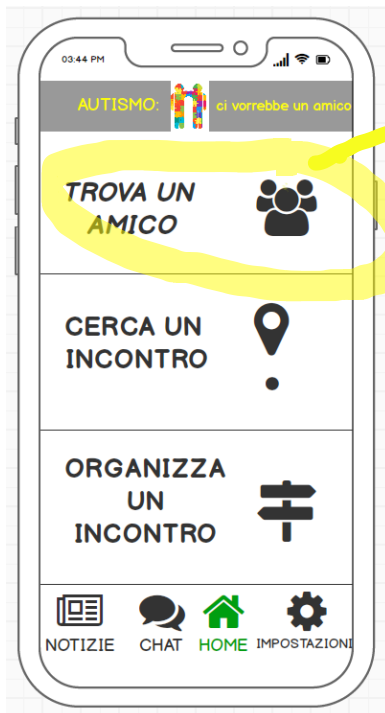 03:44 PM
AUTISMO: ci vorrebbe un amico
TROVA UN
AMICO
CERCA UN
INCONTRO
ORGANIZZA
UN
INCONTRO
NOTIZIE CHAT HOME IMPOSTAZIONI